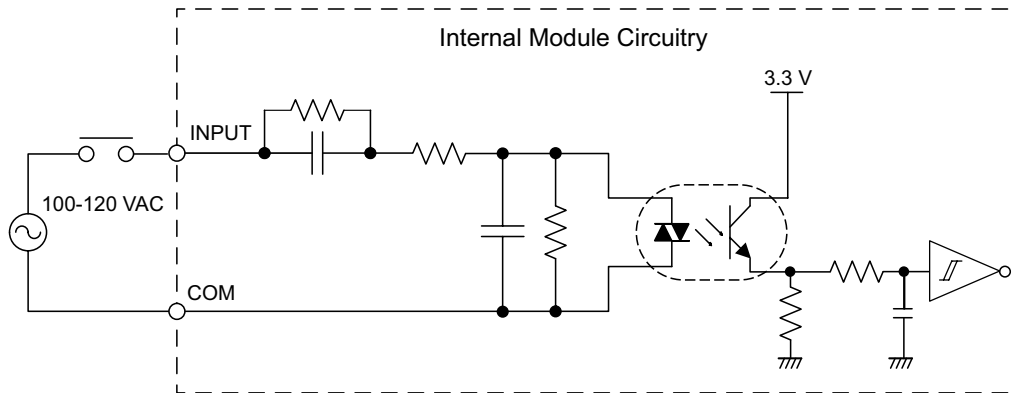 Internal Module Circuitry
3.3 V
INPUT
100-120 VAC
COM